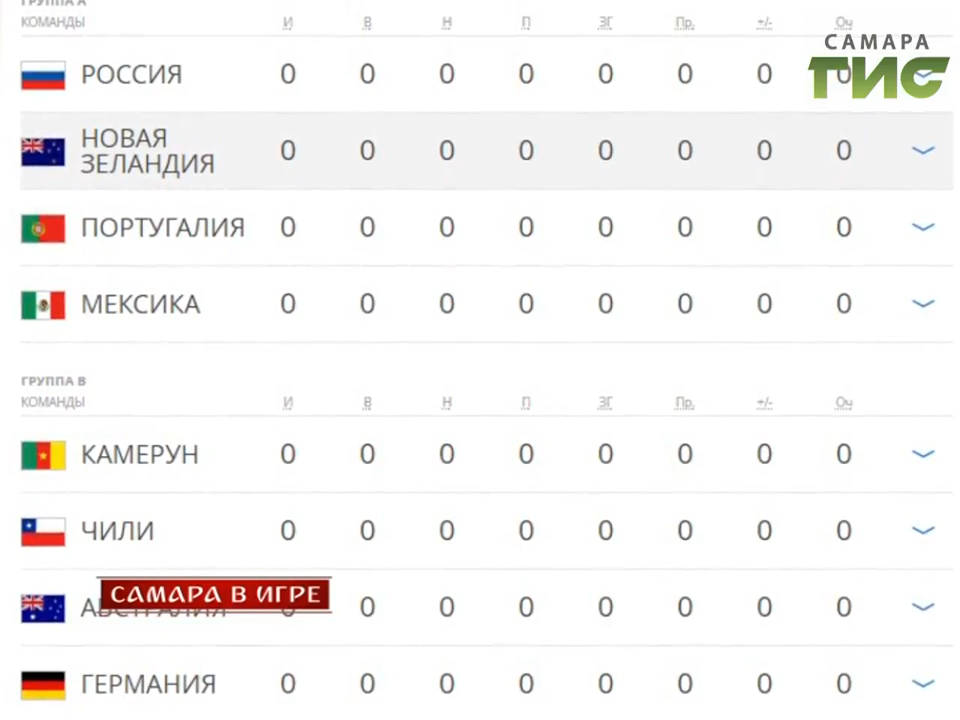 ГРУППА А
КОМАНДЫ И В Н П ЗГ Пр. +/- Оч
САМАРА
ГИС
РОССИЯ 0 0 0 0 0 0 0 0
НОВАЯ
ЗЕЛАНДИЯ 0 0 0 0 0 0 0 0
ПОРТУГАЛИЯ 0 0 0 0 0 0 0 0
МЕКСИКА 0 0 0 0 0 0 0 0
ГРУППА В
КОМАНДЫ И В Н П ЗГ Пр. +/- Оч
КАМЕРУН 0 0 0 0 0 0 0 0
ЧИЛИ 0 0 0 0 0 0 0 0
САМАРА В ИГРЕ
АВСТРАЛИЯ 0 0 0 0 0 0 0 0
ГЕРМАНИЯ 0 0 0 0 0 0 0 0